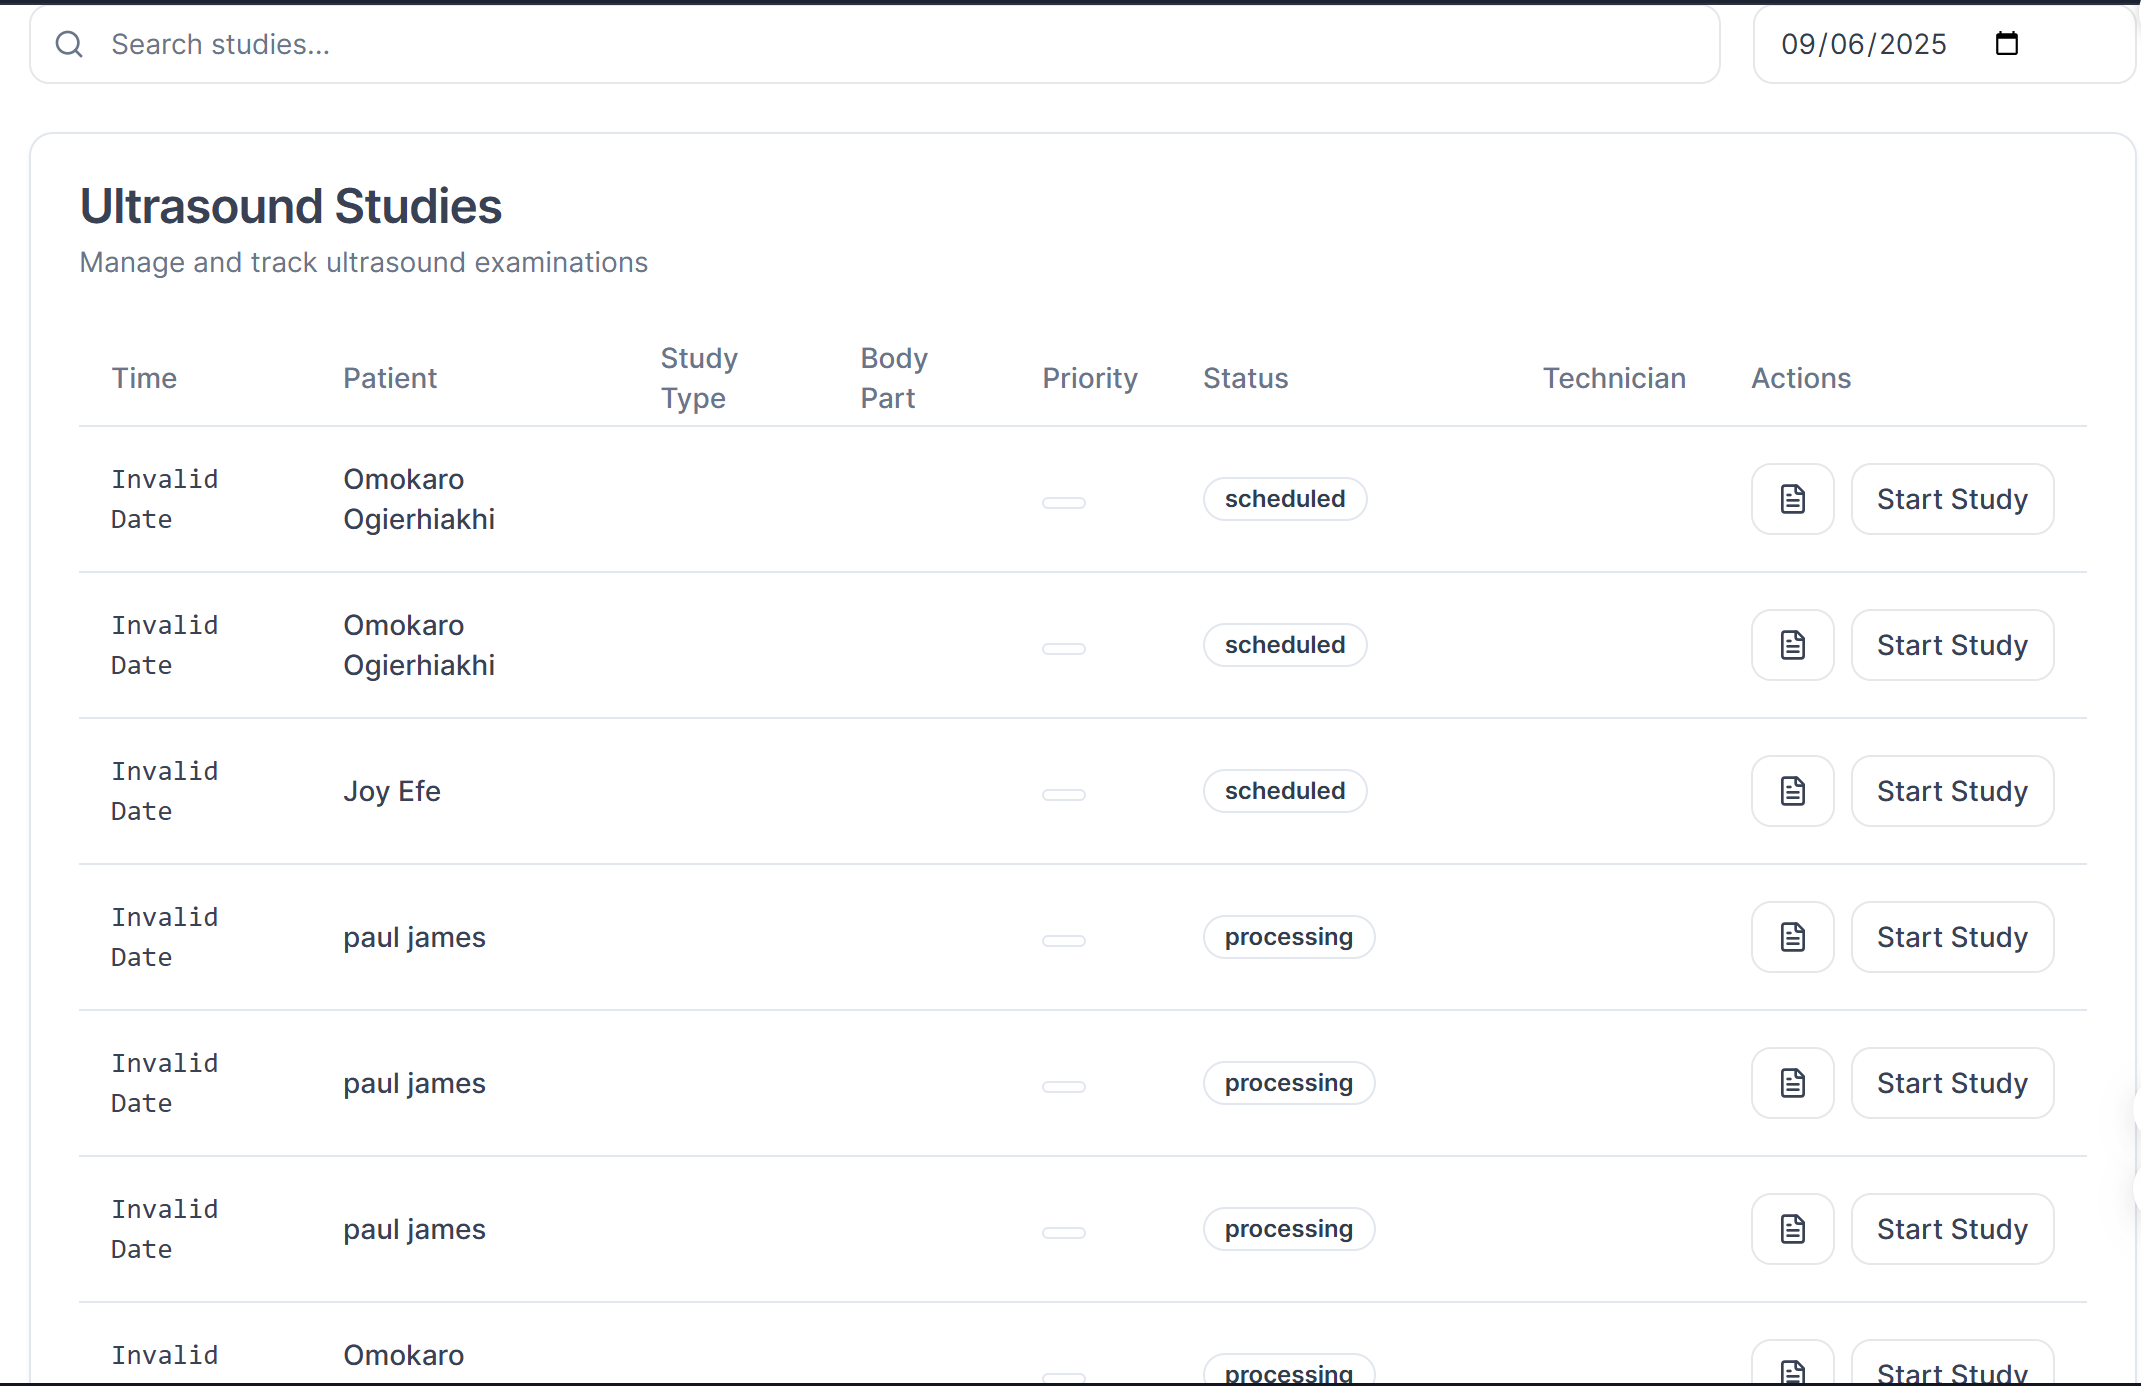 Search studies...
09/06/2025
Ultrasound Studies
Manage and track ultrasound examinations
Time Patient Study Type Body Part Priority Status Technician Actions
Invalid Date Omokaro Ogierhiakhi scheduled Start Study
Invalid Date Omokaro Ogierhiakhi scheduled Start Study
Invalid Date Joy Efe scheduled Start Study
Invalid Date paul james processing Start Study
Invalid Date paul james processing Start Study
Invalid Date paul james processing Start Study
Invalid Omokaro processing Start Study